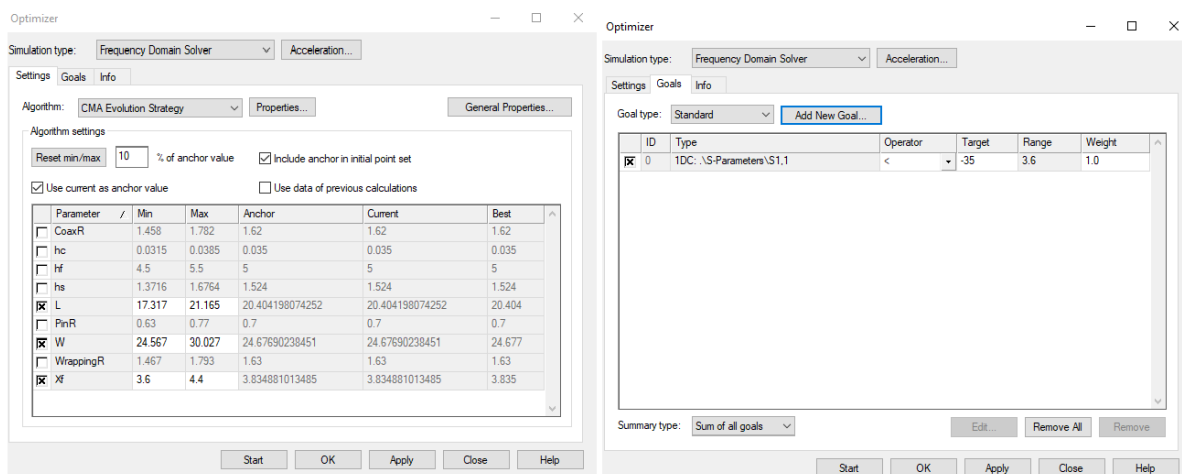 Optimizer
Simulation type: Frequency Domain Solver Acceleration...
Settings Goals Info
Algorithm: CMA Evolution Strategy Properties... General Properties...
Algorithm settings
Reset min/max 10 % of anchor value Include anchor in initial point set
Use current as anchor value Use data of previous calculations
Parameter / Min Max Anchor Current Best
CoaxR 1.458 1.782 1.62 1.62 1.62
hc 0.0315 0.0385 0.035 0.035 0.035
hf 4.5 5.5 5 5 5
hs 1.3716 1.6764 1.524 1.524 1.524
L 17.317 21.165 20.404198074252 20.404198074252 20.404
PinR 0.63 0.77 0.7 0.7 0.7
W 24.567 30.027 24.67690238451 24.67690238451 24.677
WrappingR 1.467 1.793 1.63 1.63 1.63
Xf 3.6 4.4 3.834881013485 3.834881013485 3.835
Start OK Apply Close Help
Optimizer
Simulation type: Frequency Domain Solver Acceleration...
Settings Goals Info
Goal type: Standard Add New Goal...
ID Type Operator Target Range Weight
0 1DC: .\S-Parameters\S1,1 < -35 3.6 1.0
Summary type: Sum of all goals Edit... Remove All Remove
Start OK Apply Close Help